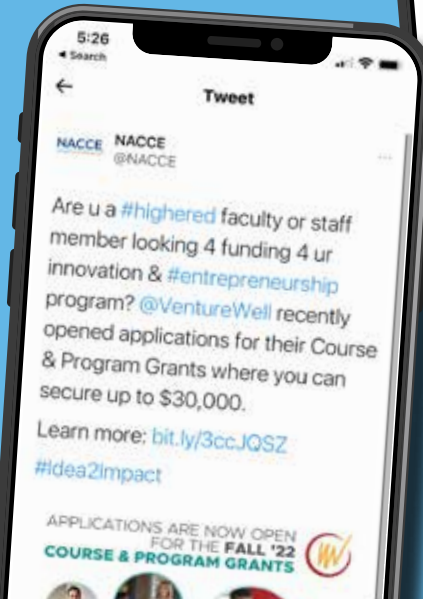 5:26
◄ Search
Tweet
NACCE NACCE
@NACCE
Are u a #highered faculty or staff
member looking 4 funding 4 ur
innovation & #entrepreneurship
program? @VentureWell recently
opened applications for their Course
& Program Grants where you can
secure up to $30,000.
Learn more: bit.ly/3ccJQSZ
#Idea2Impact
APPLICATIONS ARE NOW OPEN
FOR THE FALL '22
COURSE & PROGRAM GRANTS